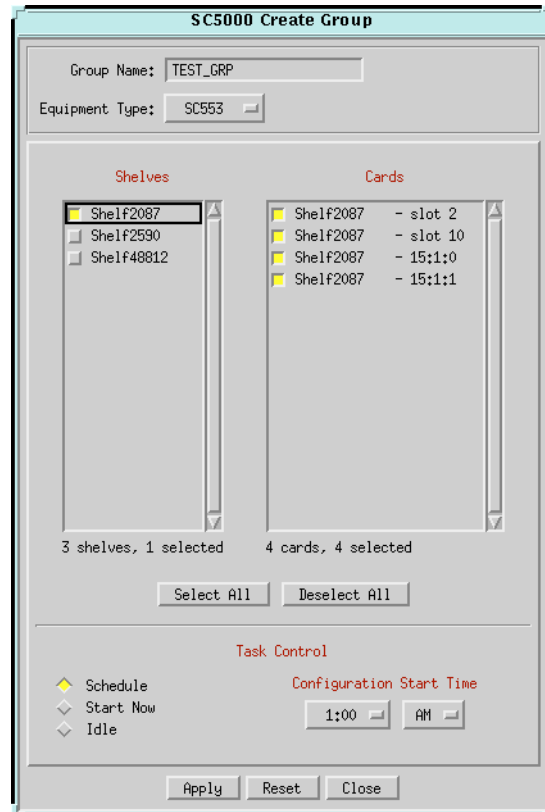 SC5000 Create Group
Group Name: TEST_GRP
Equipment Type: SC553
Shelves
Cards
Shelf2087
Shelf2590
Shelf48812
Shelf2087 - slot 2
Shelf2087 - slot 10
Shelf2087 - 15:1:0
Shelf2087 - 15:1:1
3 shelves, 1 selected
4 cards, 4 selected
Select All
Deselect All
Task Control
Schedule
Start Now
Idle
Configuration Start Time
1:00
AM
Apply
Reset
Close